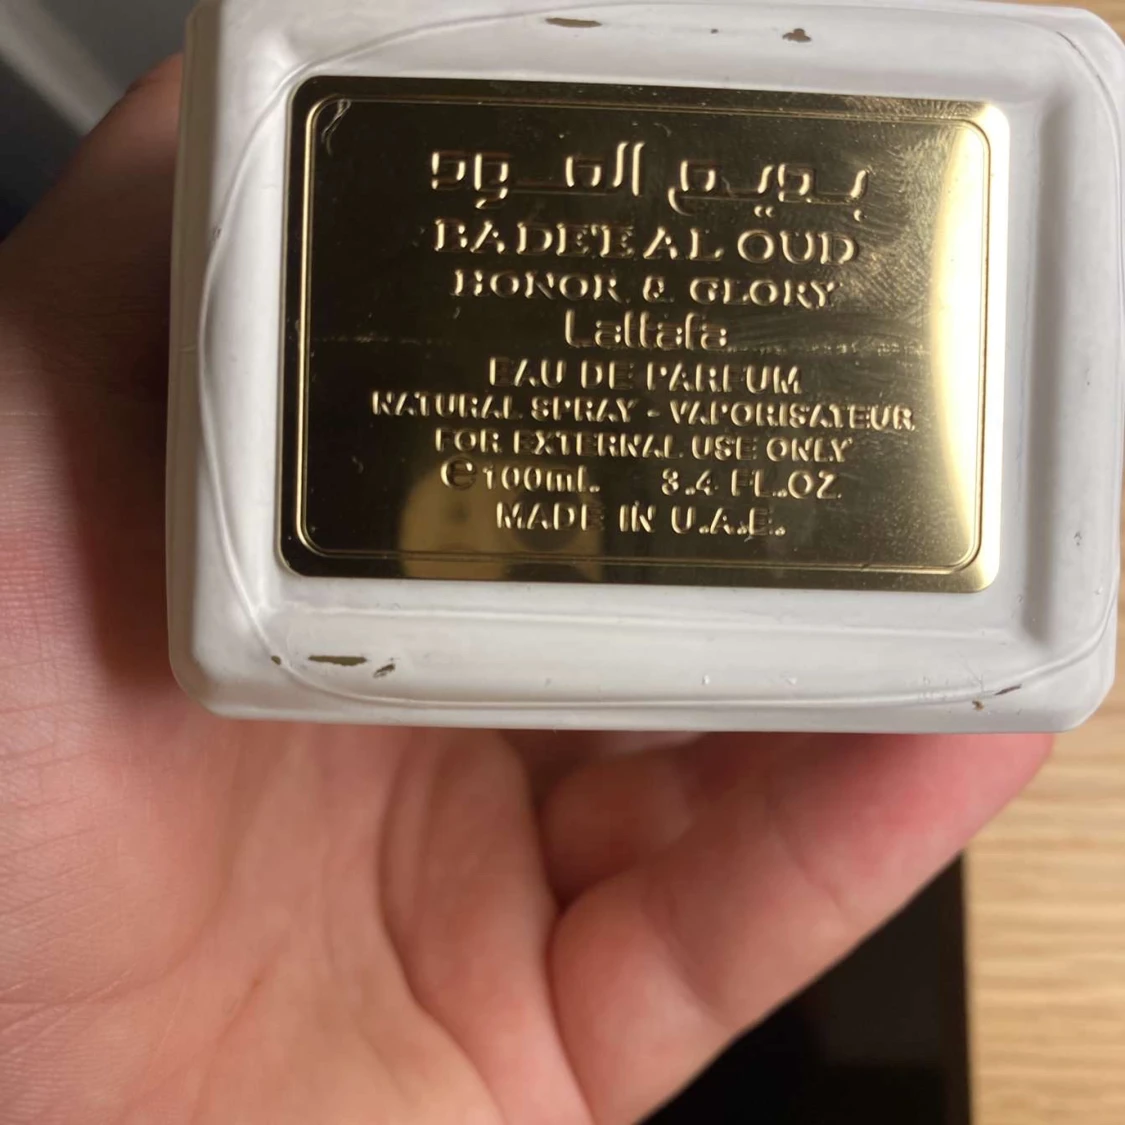 بديع العود
BADE'E AL OUD
HONOR & GLORY
Lattafa
EAU DE PARFUM
NATURAL SPRAY - VAPORISATEUR
FOR EXTERNAL USE ONLY
℮ 100ml. 3.4 FL.OZ
MADE IN U.A.E.